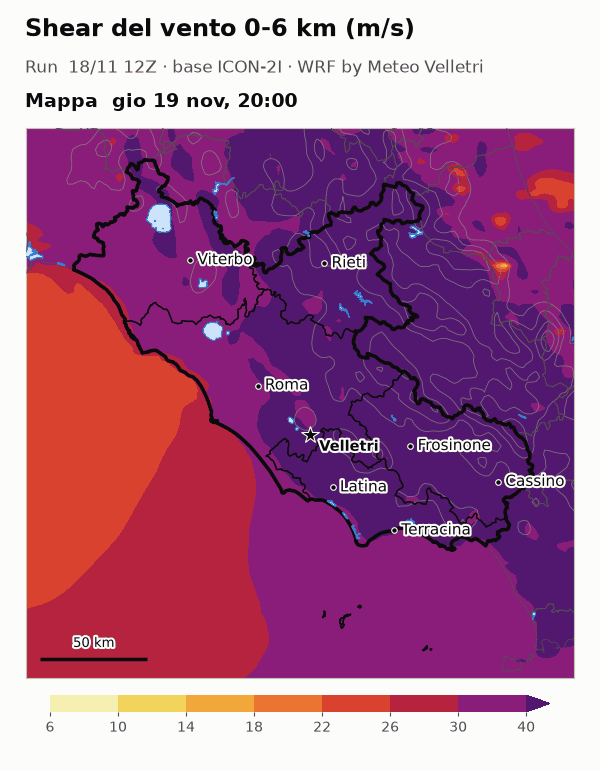 Shear del vento 0-6 km (m/s)
Run  18/11 12Z · base ICON-2I · WRF by Meteo Velletri
Mappa  gio 19 nov, 20:00
Viterbo
Rieti
Roma
Velletri
Frosinone
Latina
Cassino
Terracina
50 km
6 10 14 18 22 26 30 40